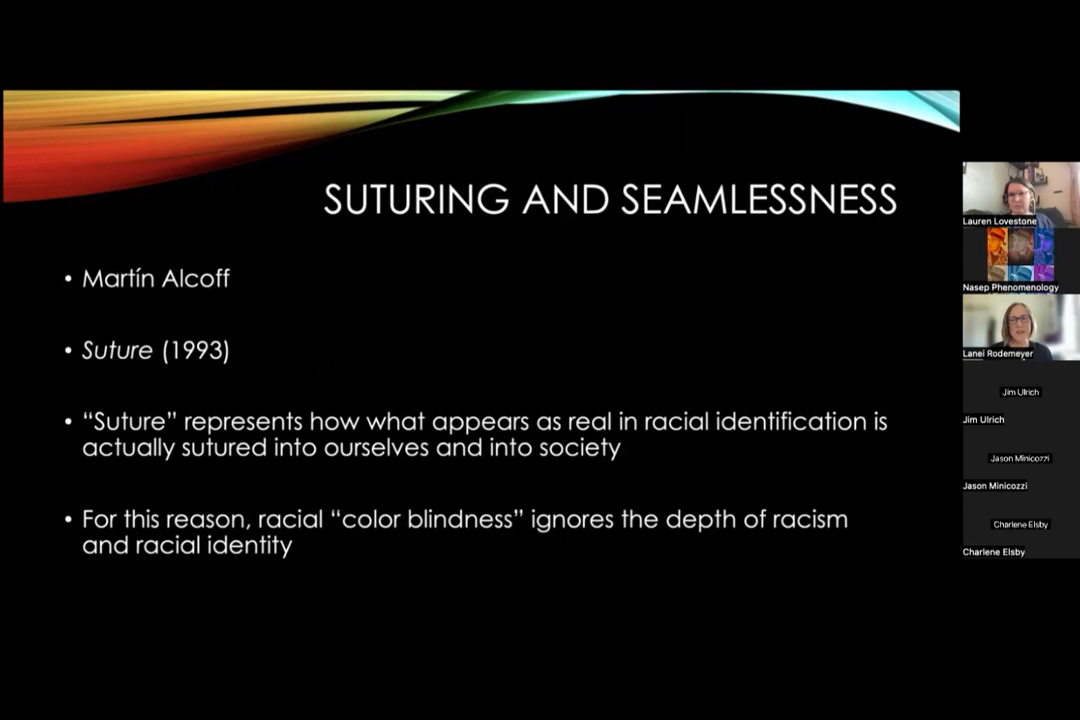 SUTURING AND SEAMLESSNESS
• Martín Alcoff
• Suture (1993)
• “Suture” represents how what appears as real in racial identification is
actually sutured into ourselves and into society
• For this reason, racial “color blindness” ignores the depth of racism
and racial identity
Lauren Lovestone
Nasep Phenomenology
Lanei Rodemeyer
Jim Ulrich
Jim Ulrich
Jason Minicozzi
Jason Minicozzi
Charlene Elsby
Charlene Elsby